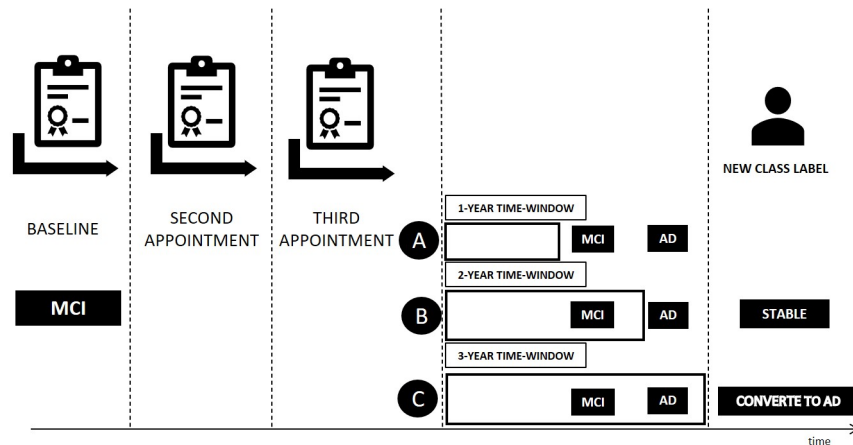 NEW CLASS LABEL
BASELINE
SECOND
APPOINTMENT
THIRD
APPOINTMENT
1-YEAR TIME-WINDOW
A
MCI
AD
2-YEAR TIME-WINDOW
MCI
B
MCI
AD
STABLE
3-YEAR TIME-WINDOW
C
MCI
AD
CONVERTE TO AD
time